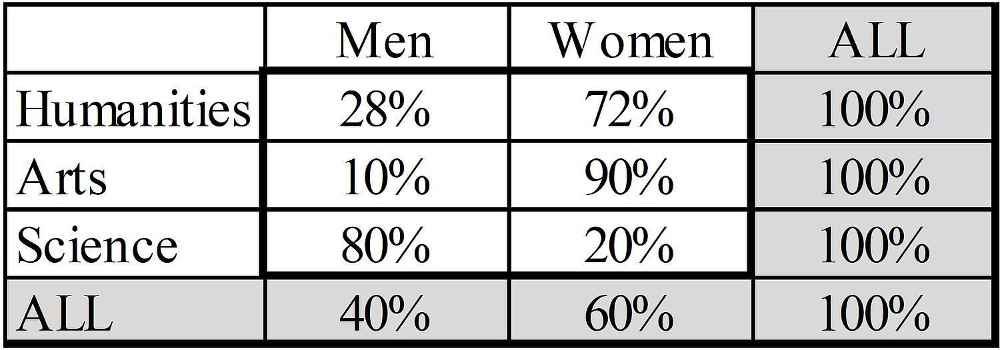 Men Women ALL
Humanities 28% 72% 100%
Arts 10% 90% 100%
Science 80% 20% 100%
ALL 40% 60% 100%